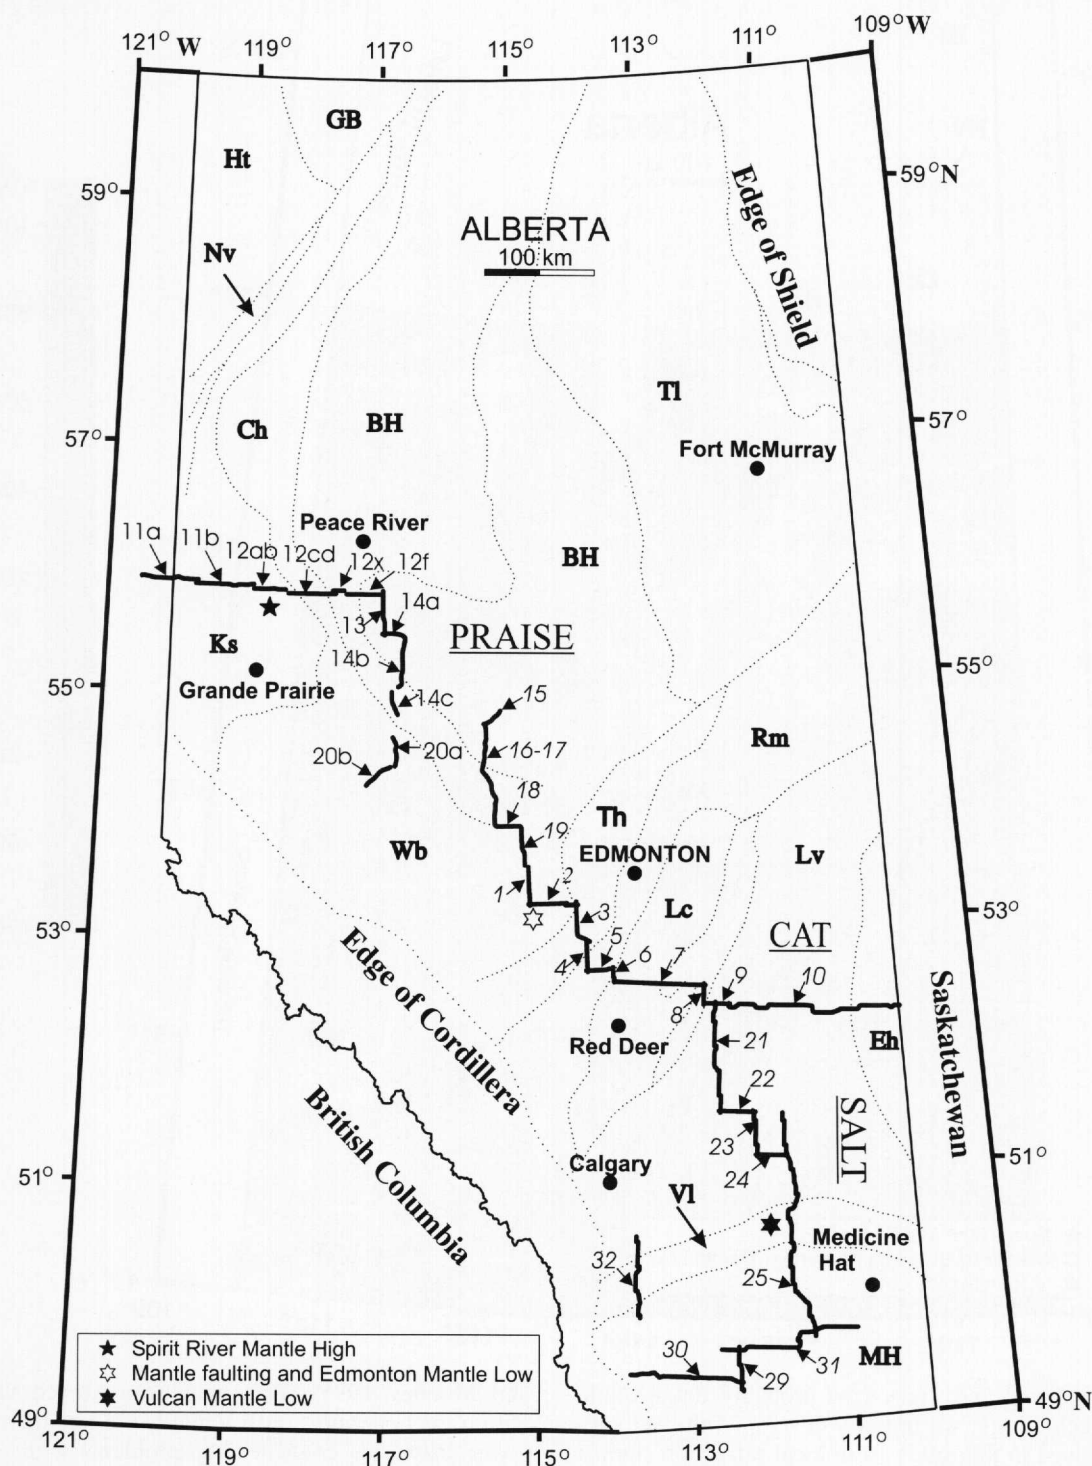 121° W
119°
117°
115°
113°
111°
109° W
GB
Ht
59°
59° N
Edge of Shield
ALBERTA
100 km
Nv
Tl
57°
57°
Ch
BH
Fort McMurray
Peace River
11a
11b
12ab
12cd
12x
12f
BH
14a
13
PRAISE
Ks
14b
55°
55°
Grande Prairie
14c
15
Rm
20b
20a
16-17
18
Th
19
Wb
EDMONTON
Lv
1
2
Lc
3
53°
53°
CAT
Edge of Cordillera
4
5
6
7
8
9
10
Saskatchewan
Red Deer
21
Eh
22
SALT
British Columbia
23
24
51°
51°
Calgary
Vl
Medicine
Hat
32
25
30
29
31
MH
★ Spirit River Mantle High
✡ Mantle faulting and Edmonton Mantle Low
✶ Vulcan Mantle Low
49°
49° N
121°
119°
117°
115°
113°
111°
109°